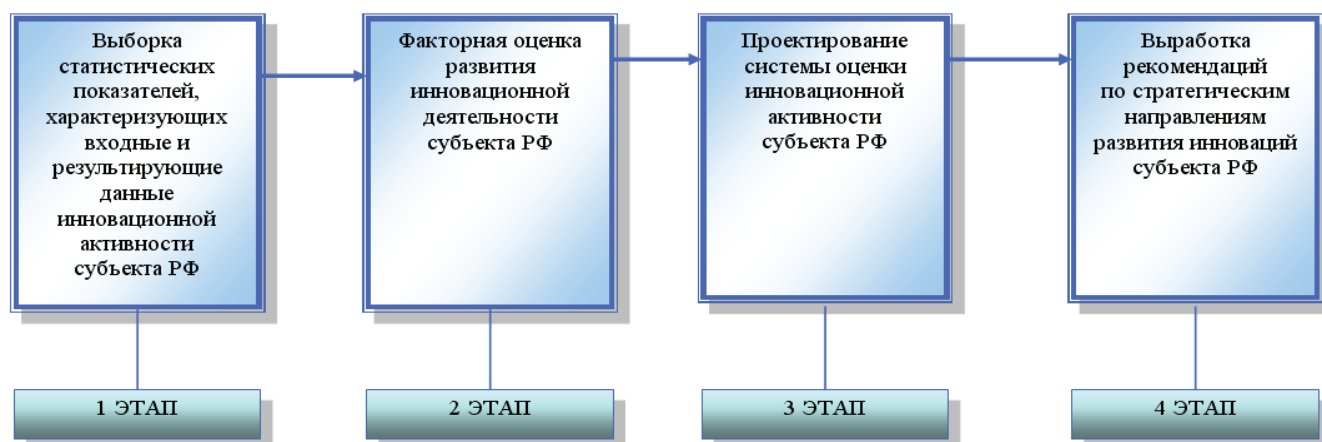 Выборка
статистических
показателей,
характеризующих
входные и
результирующие
данные
инновационной
активности
субъекта РФ
Факторная оценка
развития
инновационной
деятельности
субъекта РФ
Проектирование
системы оценки
инновационной
активности
субъекта РФ
Выработка
рекомендаций
по стратегическим
направлениям
развития инноваций
субъекта РФ
1 ЭТАП
2 ЭТАП
3 ЭТАП
4 ЭТАП